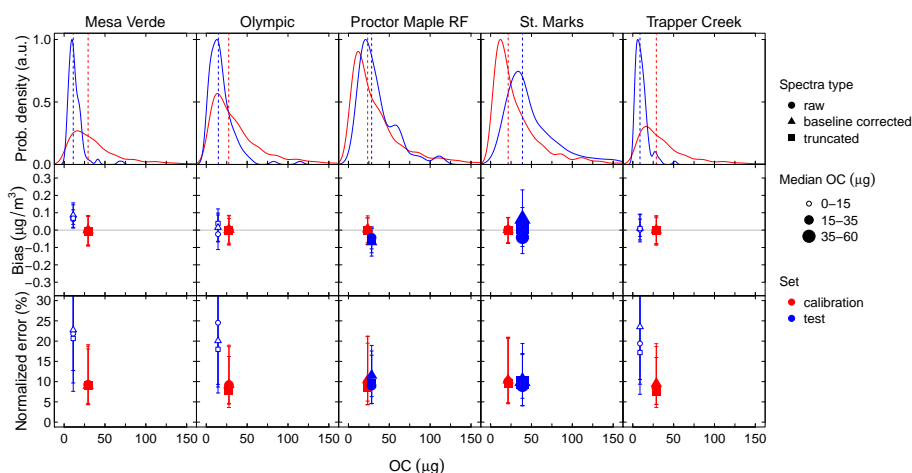 Mesa Verde Olympic Proctor Maple RF St. Marks Trapper Creek
Prob. density (a.u.)
1.0
0.5
0.0
Bias (μg/m³)
0.3
0.2
0.1
0.0
−0.1
−0.2
−0.3
Normalized error (%)
25
20
15
10
5
0
0 50 100 150 0 50 100 150 0 50 100 150 0 50 100 150 0 50 100 150
OC (μg)
Spectra type
raw
baseline corrected
truncated
Median OC (μg)
0−15
15−35
35−60
Set
calibration
test